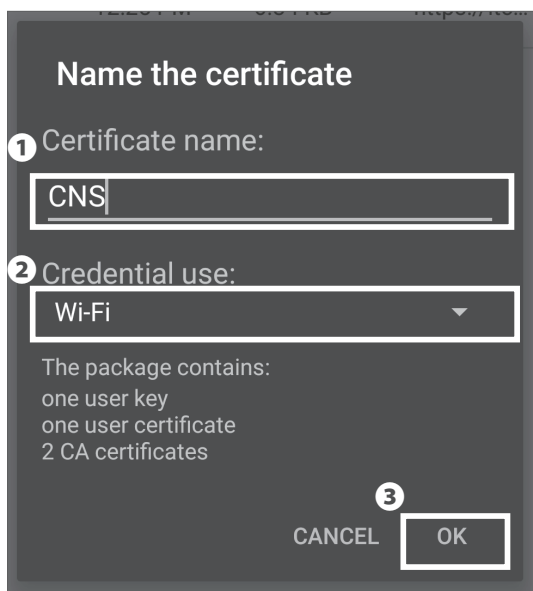 Name the certificate
1 Certificate name:
CNS
2 Credential use:
Wi-Fi
The package contains:
one user key
one user certificate
2 CA certificates
3
CANCEL OK